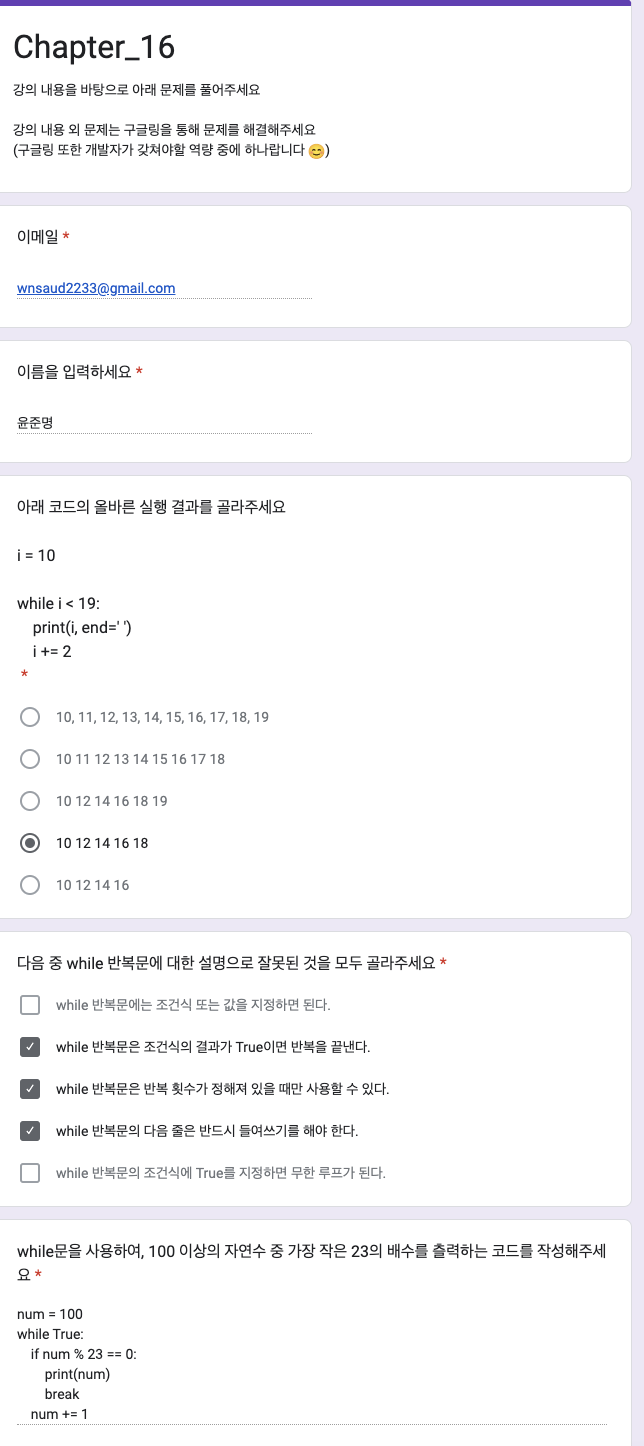 Chapter_16
강의 내용을 바탕으로 아래 문제를 풀어주세요
강의 내용 외 문제는 구글링을 통해 문제를 해결해주세요
(구글링 또한 개발자가 갖쳐야할 역량 중에 하나랍니다 😊)
이메일 *
wnsaud2233@gmail.com
이름을 입력하세요 *
윤준명
아래 코드의 올바른 실행 결과를 골라주세요
i = 10
while i < 19:
    print(i, end=' ')
    i += 2
*
10, 11, 12, 13, 14, 15, 16, 17, 18, 19
10 11 12 13 14 15 16 17 18
10 12 14 16 18 19
10 12 14 16 18
10 12 14 16
다음 중 while 반복문에 대한 설명으로 잘못된 것을 모두 골라주세요 *
while 반복문에는 조건식 또는 값을 지정하면 된다.
while 반복문은 조건식의 결과가 True이면 반복을 끝낸다.
while 반복문은 반복 횟수가 정해져 있을 때만 사용할 수 있다.
while 반복문의 다음 줄은 반드시 들여쓰기를 해야 한다.
while 반복문의 조건식에 True를 지정하면 무한 루프가 된다.
while문을 사용하여, 100 이상의 자연수 중 가장 작은 23의 배수를 츨력하는 코드를 작성해주세
요 *
num = 100
while True:
    if num % 23 == 0:
        print(num)
        break
    num += 1